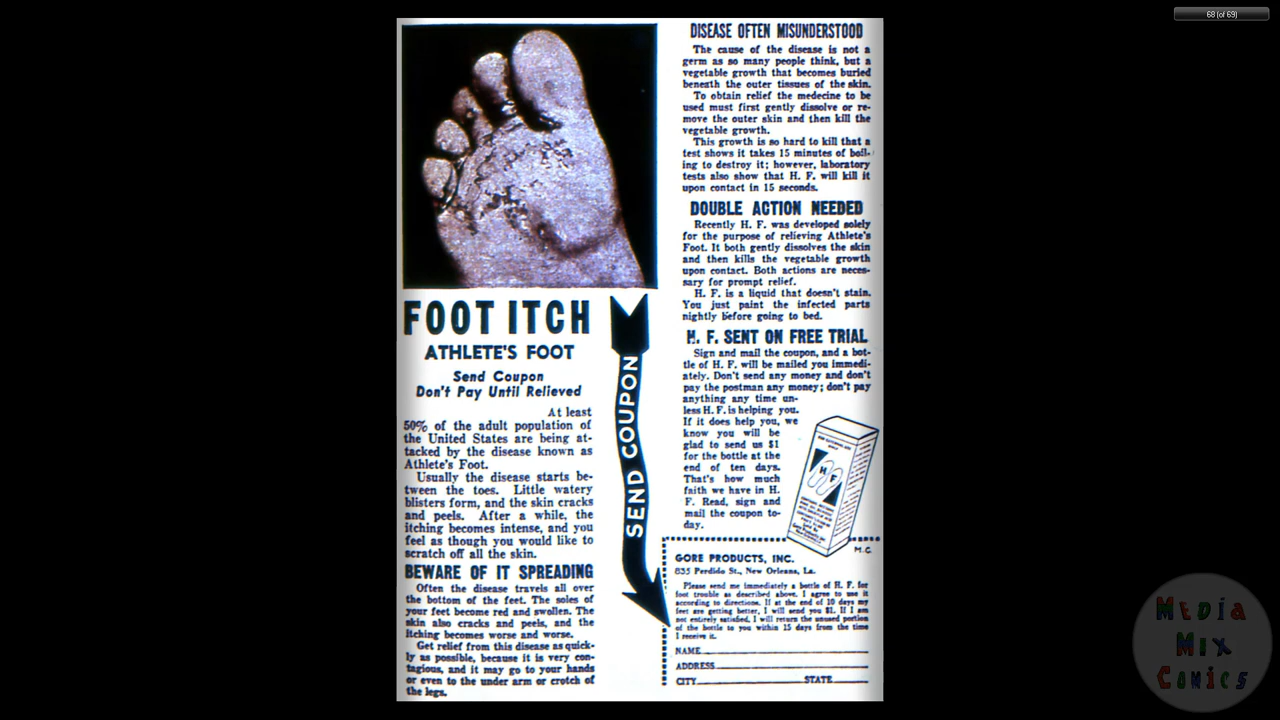 68 (of 69)
FOOT ITCH
ATHLETE'S FOOT
Send Coupon
Don't Pay Until Relieved
At least
50% of the adult population of
the United States are being at-
tacked by the disease known as
Athlete's Foot.
Usually the disease starts be-
tween the toes. Little watery
blisters form, and the skin cracks
and peels. After a while, the
itching becomes intense, and you
feel as though you would like to
scratch off all the skin.
BEWARE OF IT SPREADING
Often the disease travels all over
the bottom of the feet. The soles of
your feet become red and swollen. The
skin also cracks and peels, and the
itching becomes worse and worse.
Get relief from this disease as quick-
ly as possible, because it is very con-
tagious, and it may go to your hands
or even to the under arm or crotch of
the legs.
SEND COUPON
DISEASE OFTEN MISUNDERSTOOD
The cause of the disease is not a
germ as so many people think, but a
vegetable growth that becomes buried
beneath the outer tissues of the skin.
To obtain relief the medecine to be
used must first gently dissolve or re-
move the outer skin and then kill the
vegetable growth.
This growth is so hard to kill that a
test shows it takes 15 minutes of boil-
ing to destroy it; however, laboratory
tests also show that H. F. will kill it
upon contact in 15 seconds.
DOUBLE ACTION NEEDED
Recently H. F. was developed solely
for the purpose of relieving Athlete's
Foot. It both gently dissolves the skin
and then kills the vegetable growth
upon contact. Both actions are neces-
sary for prompt relief.
H. F. is a liquid that doesn't stain.
You just paint the infected parts
nightly before going to bed.
H. F. SENT ON FREE TRIAL
Sign and mail the coupon, and a bot-
tle of H. F. will be mailed you immedi-
ately. Don't send any money and don't
pay the postman any money; don't pay
anything any time un-
less H. F. is helping you.
If it does help you, we
know you will be
glad to send us $1
for the bottle at the
end of ten days.
That's how much
faith we have in H.
F. Read, sign and
mail the coupon to-
day.
H F
M.C.
GORE PRODUCTS, INC.
835 Perdido St., New Orleans, La.
Please send me immediately a bottle of H. F. for
foot trouble as described above. I agree to use it
according to directions. If at the end of 10 days my
feet are getting better, I will send you $1. If I am
not entirely satisfied, I will return the unused portion
of the bottle to you within 15 days from the time
I receive it.
NAME
ADDRESS
CITY STATE
MEDIA
MIX
COMICS